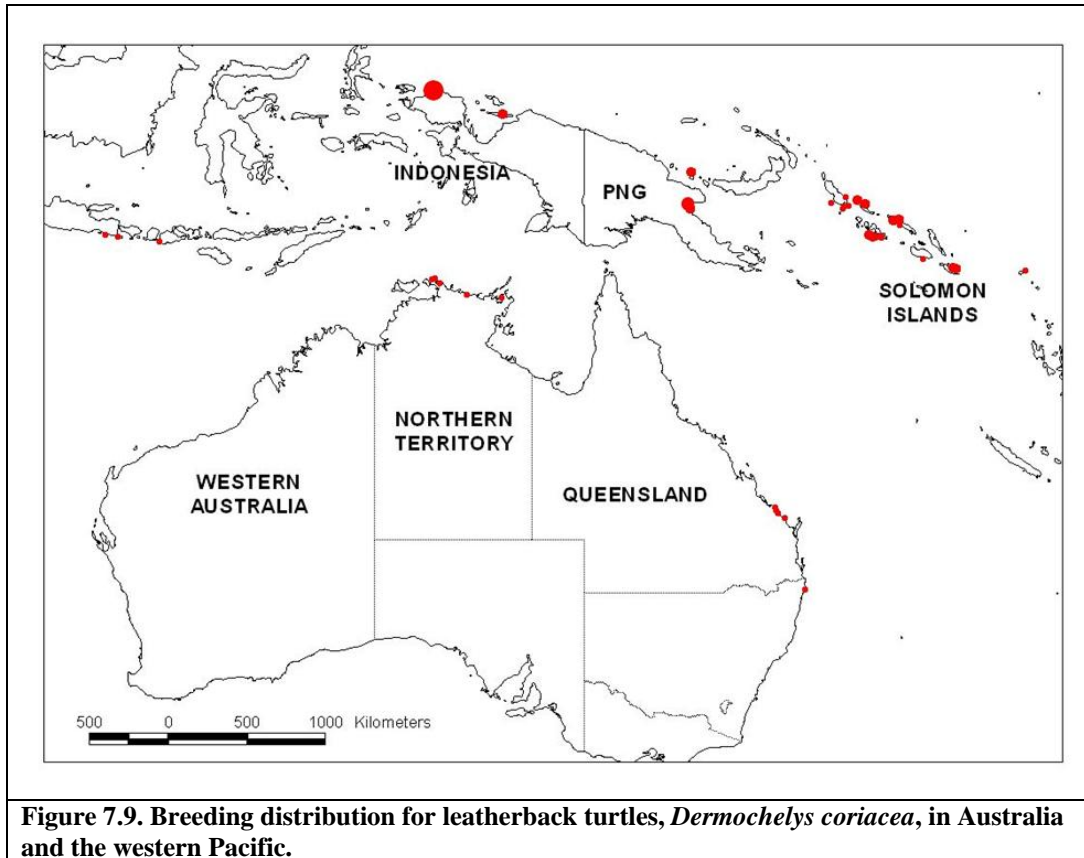 INDONESIA
PNG
SOLOMON
ISLANDS
NORTHERN
TERRITORY
WESTERN
AUSTRALIA
QUEENSLAND
500 0 500 1000 Kilometers
Figure 7.9. Breeding distribution for leatherback turtles, Dermochelys coriacea, in Australia
and the western Pacific.